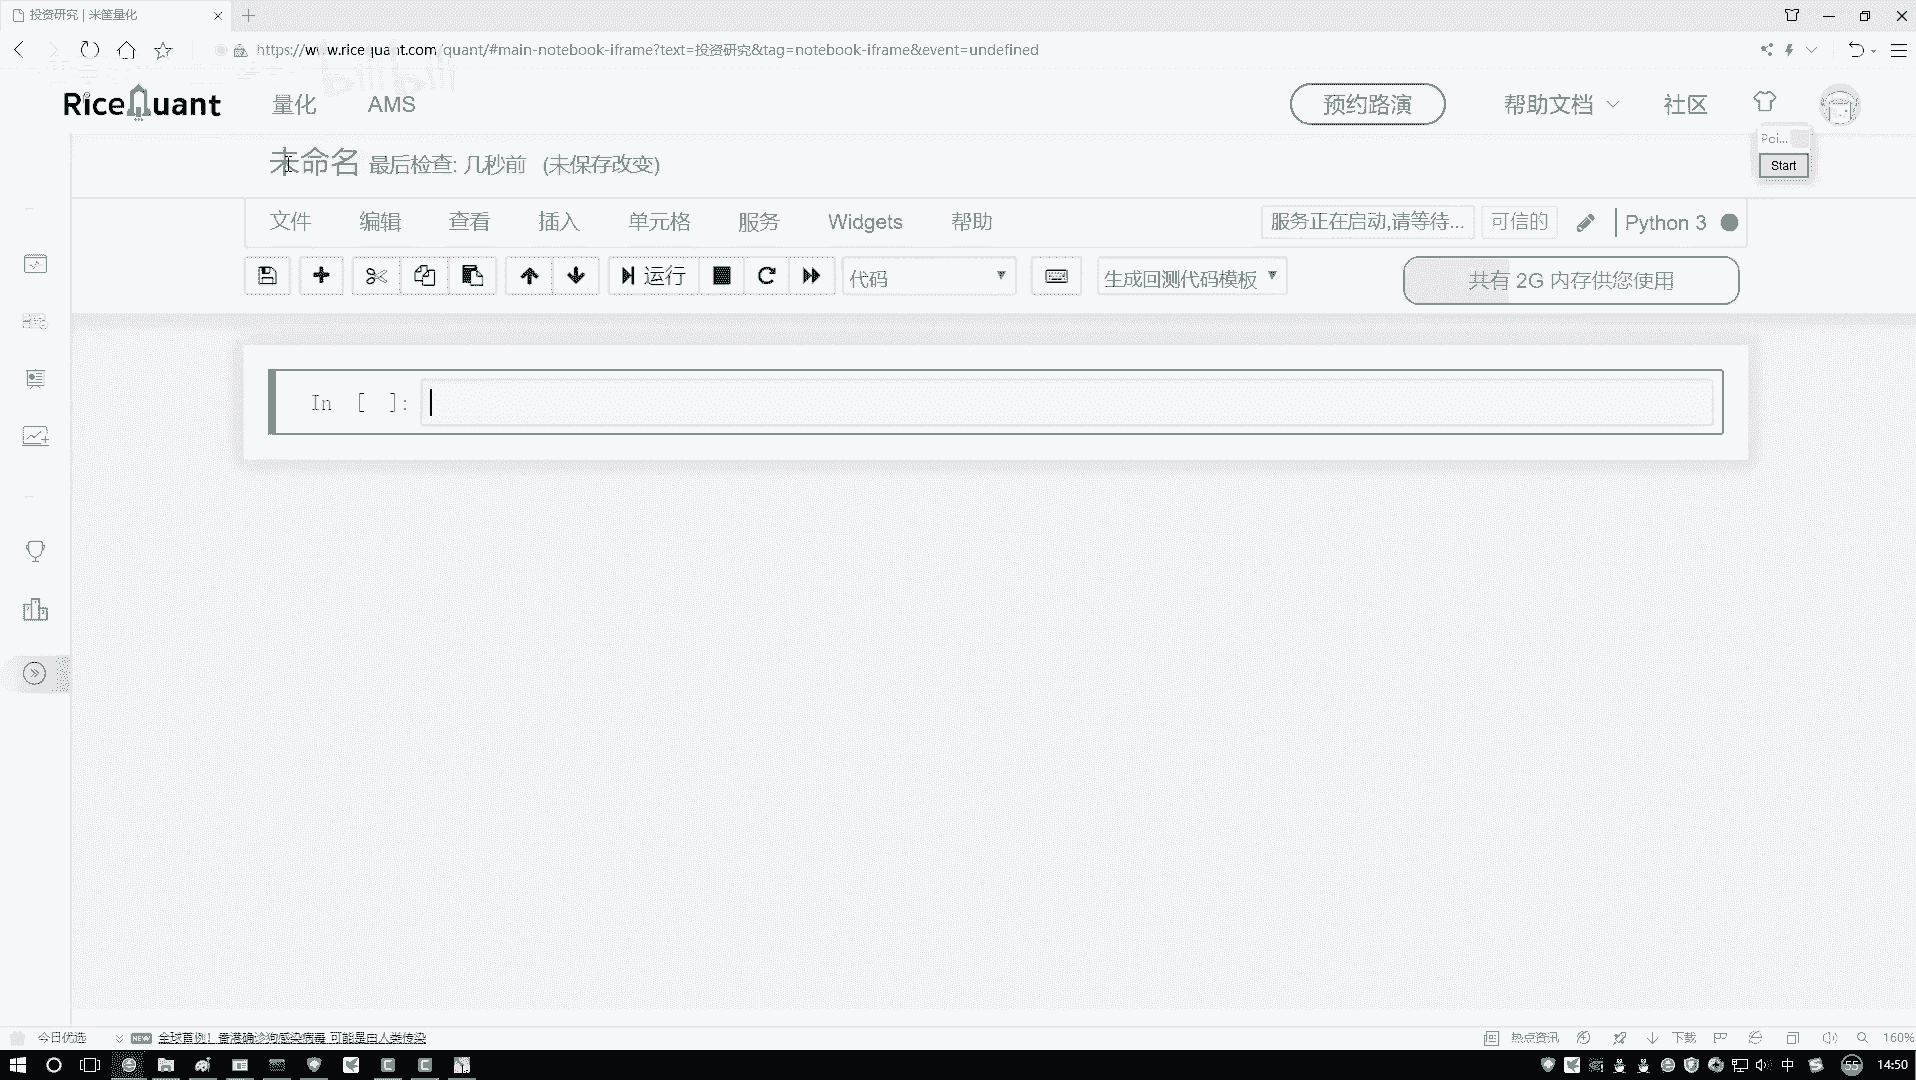 投资研究 | 米筐量化
https://www.ricequant.com/quant/#main-notebook-iframe?text=投资研究&tag=notebook-iframe&event=undefined
bilibili
RiceQuant 量化 AMS 预约路演 帮助文档 社区
Poi...
Start
未命名 最后检查: 几秒前 (未保存改变)
文件 编辑 查看 插入 单元格 服务 Widgets 帮助 服务正在启动,请等待... 可信的 Python 3
运行 代码 生成回测代码模板 共有 2G 内存供您使用
In [ ]:
今日优选 NEW 全球首例！香港确诊狗感染病毒 可能是由人类传染 热点资讯 下载 160%
中 55 14:50